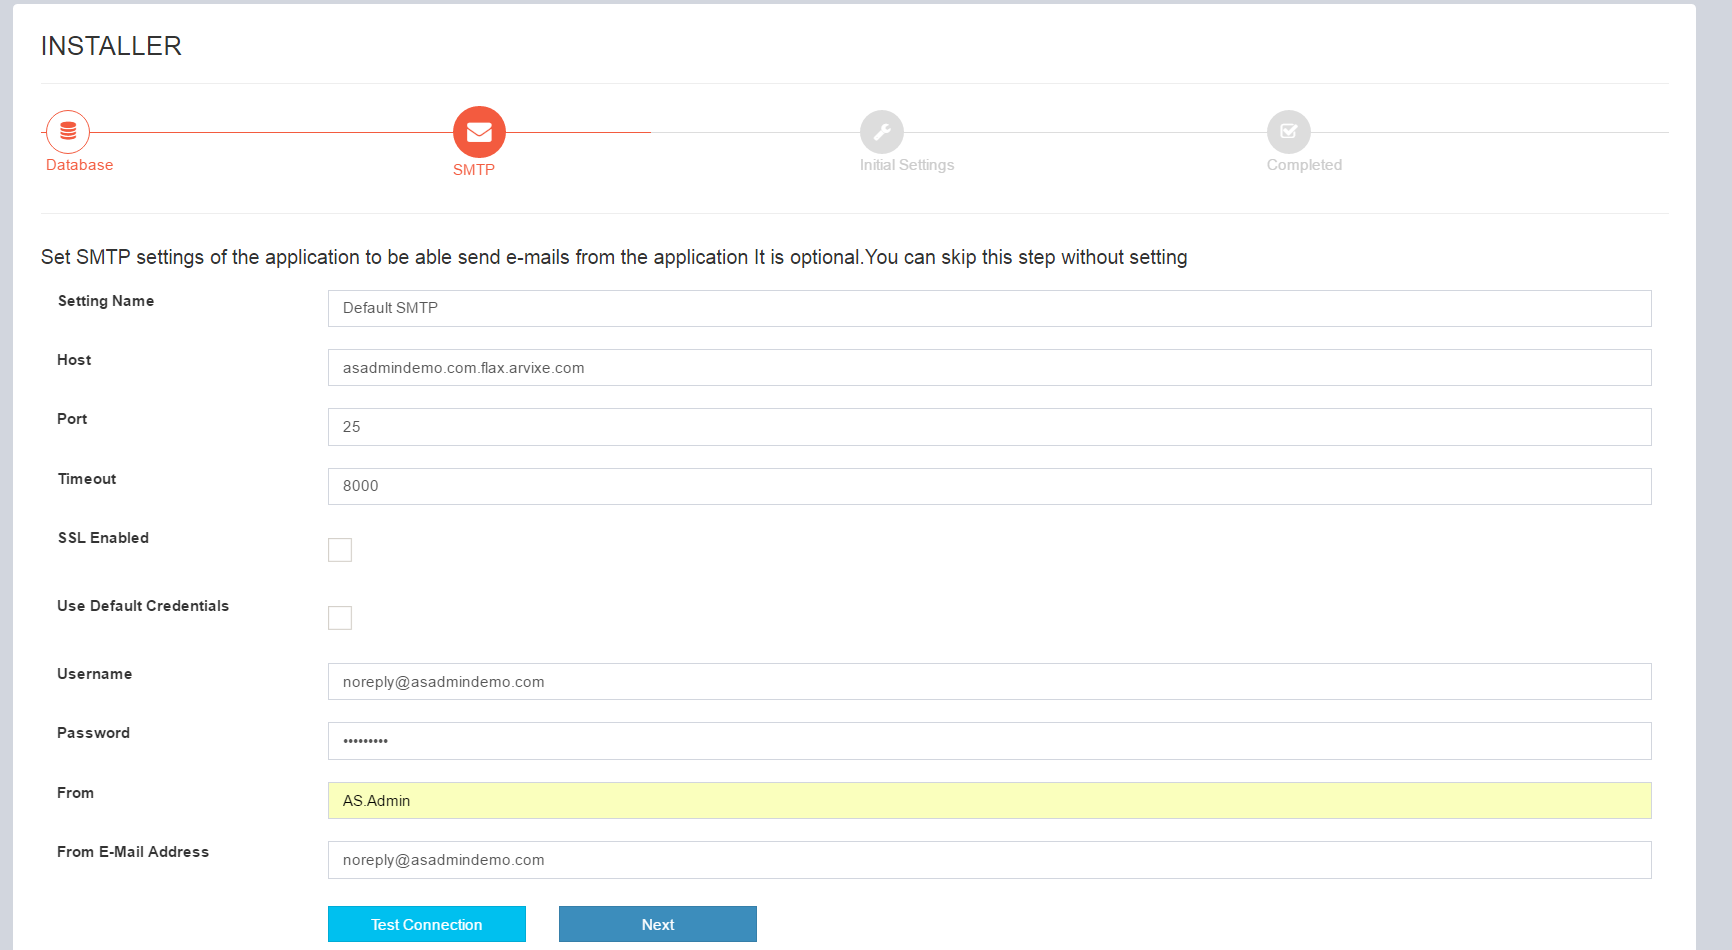 INSTALLER
Database
SMTP
Initial Settings
Completed
Set SMTP settings of the application to be able send e-mails from the application It is optional.You can skip this step without setting
Setting Name
Default SMTP
Host
asadmindemo.com.flax.arvixe.com
Port
25
Timeout
8000
SSL Enabled
Use Default Credentials
Username
noreply@asadmindemo.com
Password
•••••••••
From
AS.Admin
From E-Mail Address
noreply@asadmindemo.com
Test Connection
Next